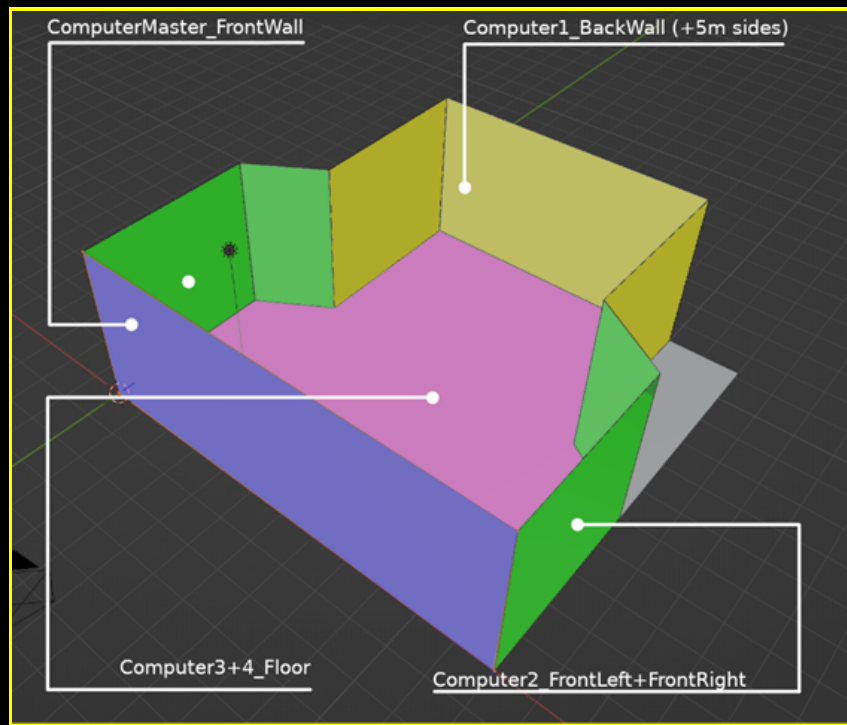 ComputerMaster_FrontWall
Computer1_BackWall (+5m sides)
Computer3+4_Floor
Computer2_FrontLeft+FrontRight